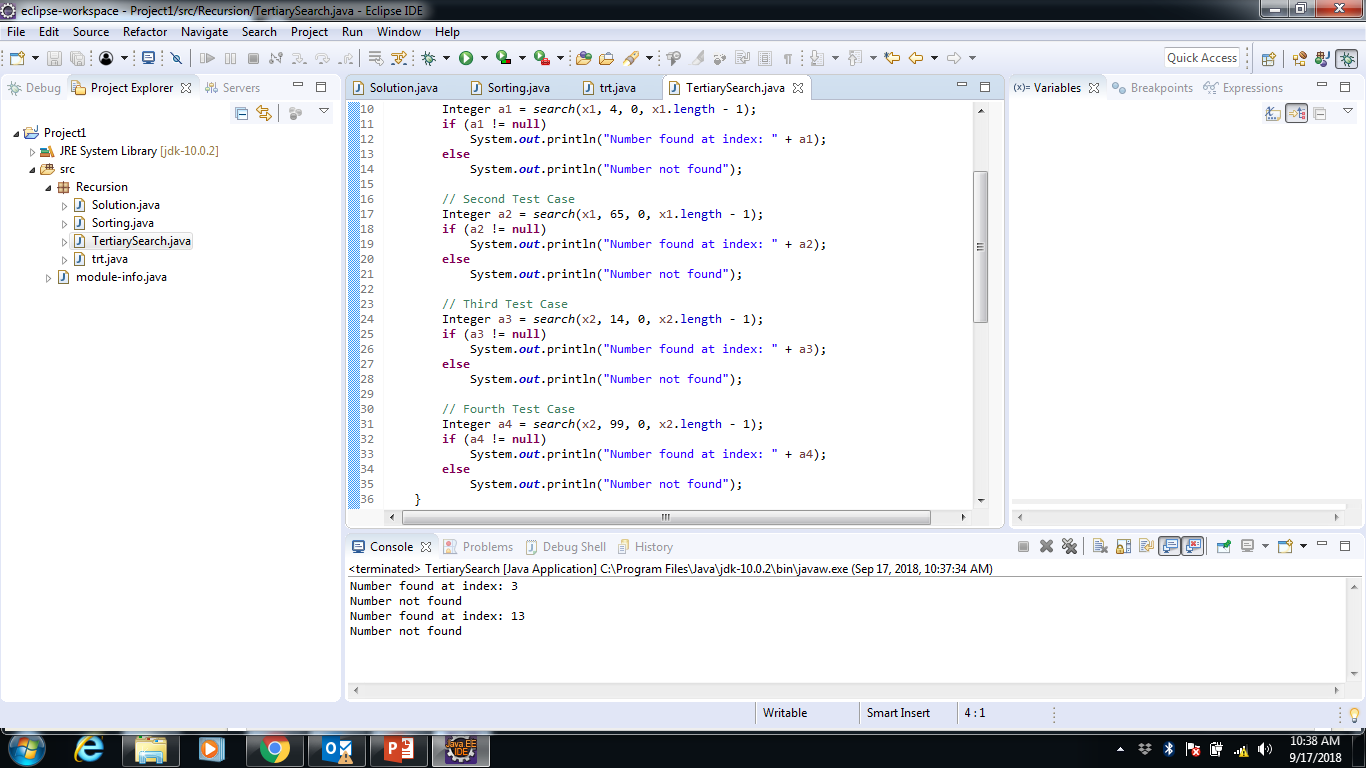 eclipse-workspace - Project1/src/Recursion/TertiarySearch.java - Eclipse IDE
File Edit Source Refactor Navigate Search Project Run Window Help
Quick Access
Debug Project Explorer Servers
Project1
JRE System Library [jdk-10.0.2]
src
Recursion
Solution.java
Sorting.java
TertiarySearch.java
trt.java
module-info.java
Solution.java Sorting.java trt.java TertiarySearch.java
10 Integer a1 = search(x1, 4, 0, x1.length - 1);
11 if (a1 != null)
12 System.out.println("Number found at index: " + a1);
13 else
14 System.out.println("Number not found");
15
16 // Second Test Case
17 Integer a2 = search(x1, 65, 0, x1.length - 1);
18 if (a2 != null)
19 System.out.println("Number found at index: " + a2);
20 else
21 System.out.println("Number not found");
22
23 // Third Test Case
24 Integer a3 = search(x2, 14, 0, x2.length - 1);
25 if (a3 != null)
26 System.out.println("Number found at index: " + a3);
27 else
28 System.out.println("Number not found");
29
30 // Fourth Test Case
31 Integer a4 = search(x2, 99, 0, x2.length - 1);
32 if (a4 != null)
33 System.out.println("Number found at index: " + a4);
34 else
35 System.out.println("Number not found");
36 }
(x)= Variables Breakpoints Expressions
Console Problems Debug Shell History
<terminated> TertiarySearch [Java Application] C:\Program Files\Java\jdk-10.0.2\bin\javaw.exe (Sep 17, 2018, 10:37:34 AM)
Number found at index: 3
Number not found
Number found at index: 13
Number not found
Writable Smart Insert 4 : 1
Java EE
IDE
10:38 AM
9/17/2018